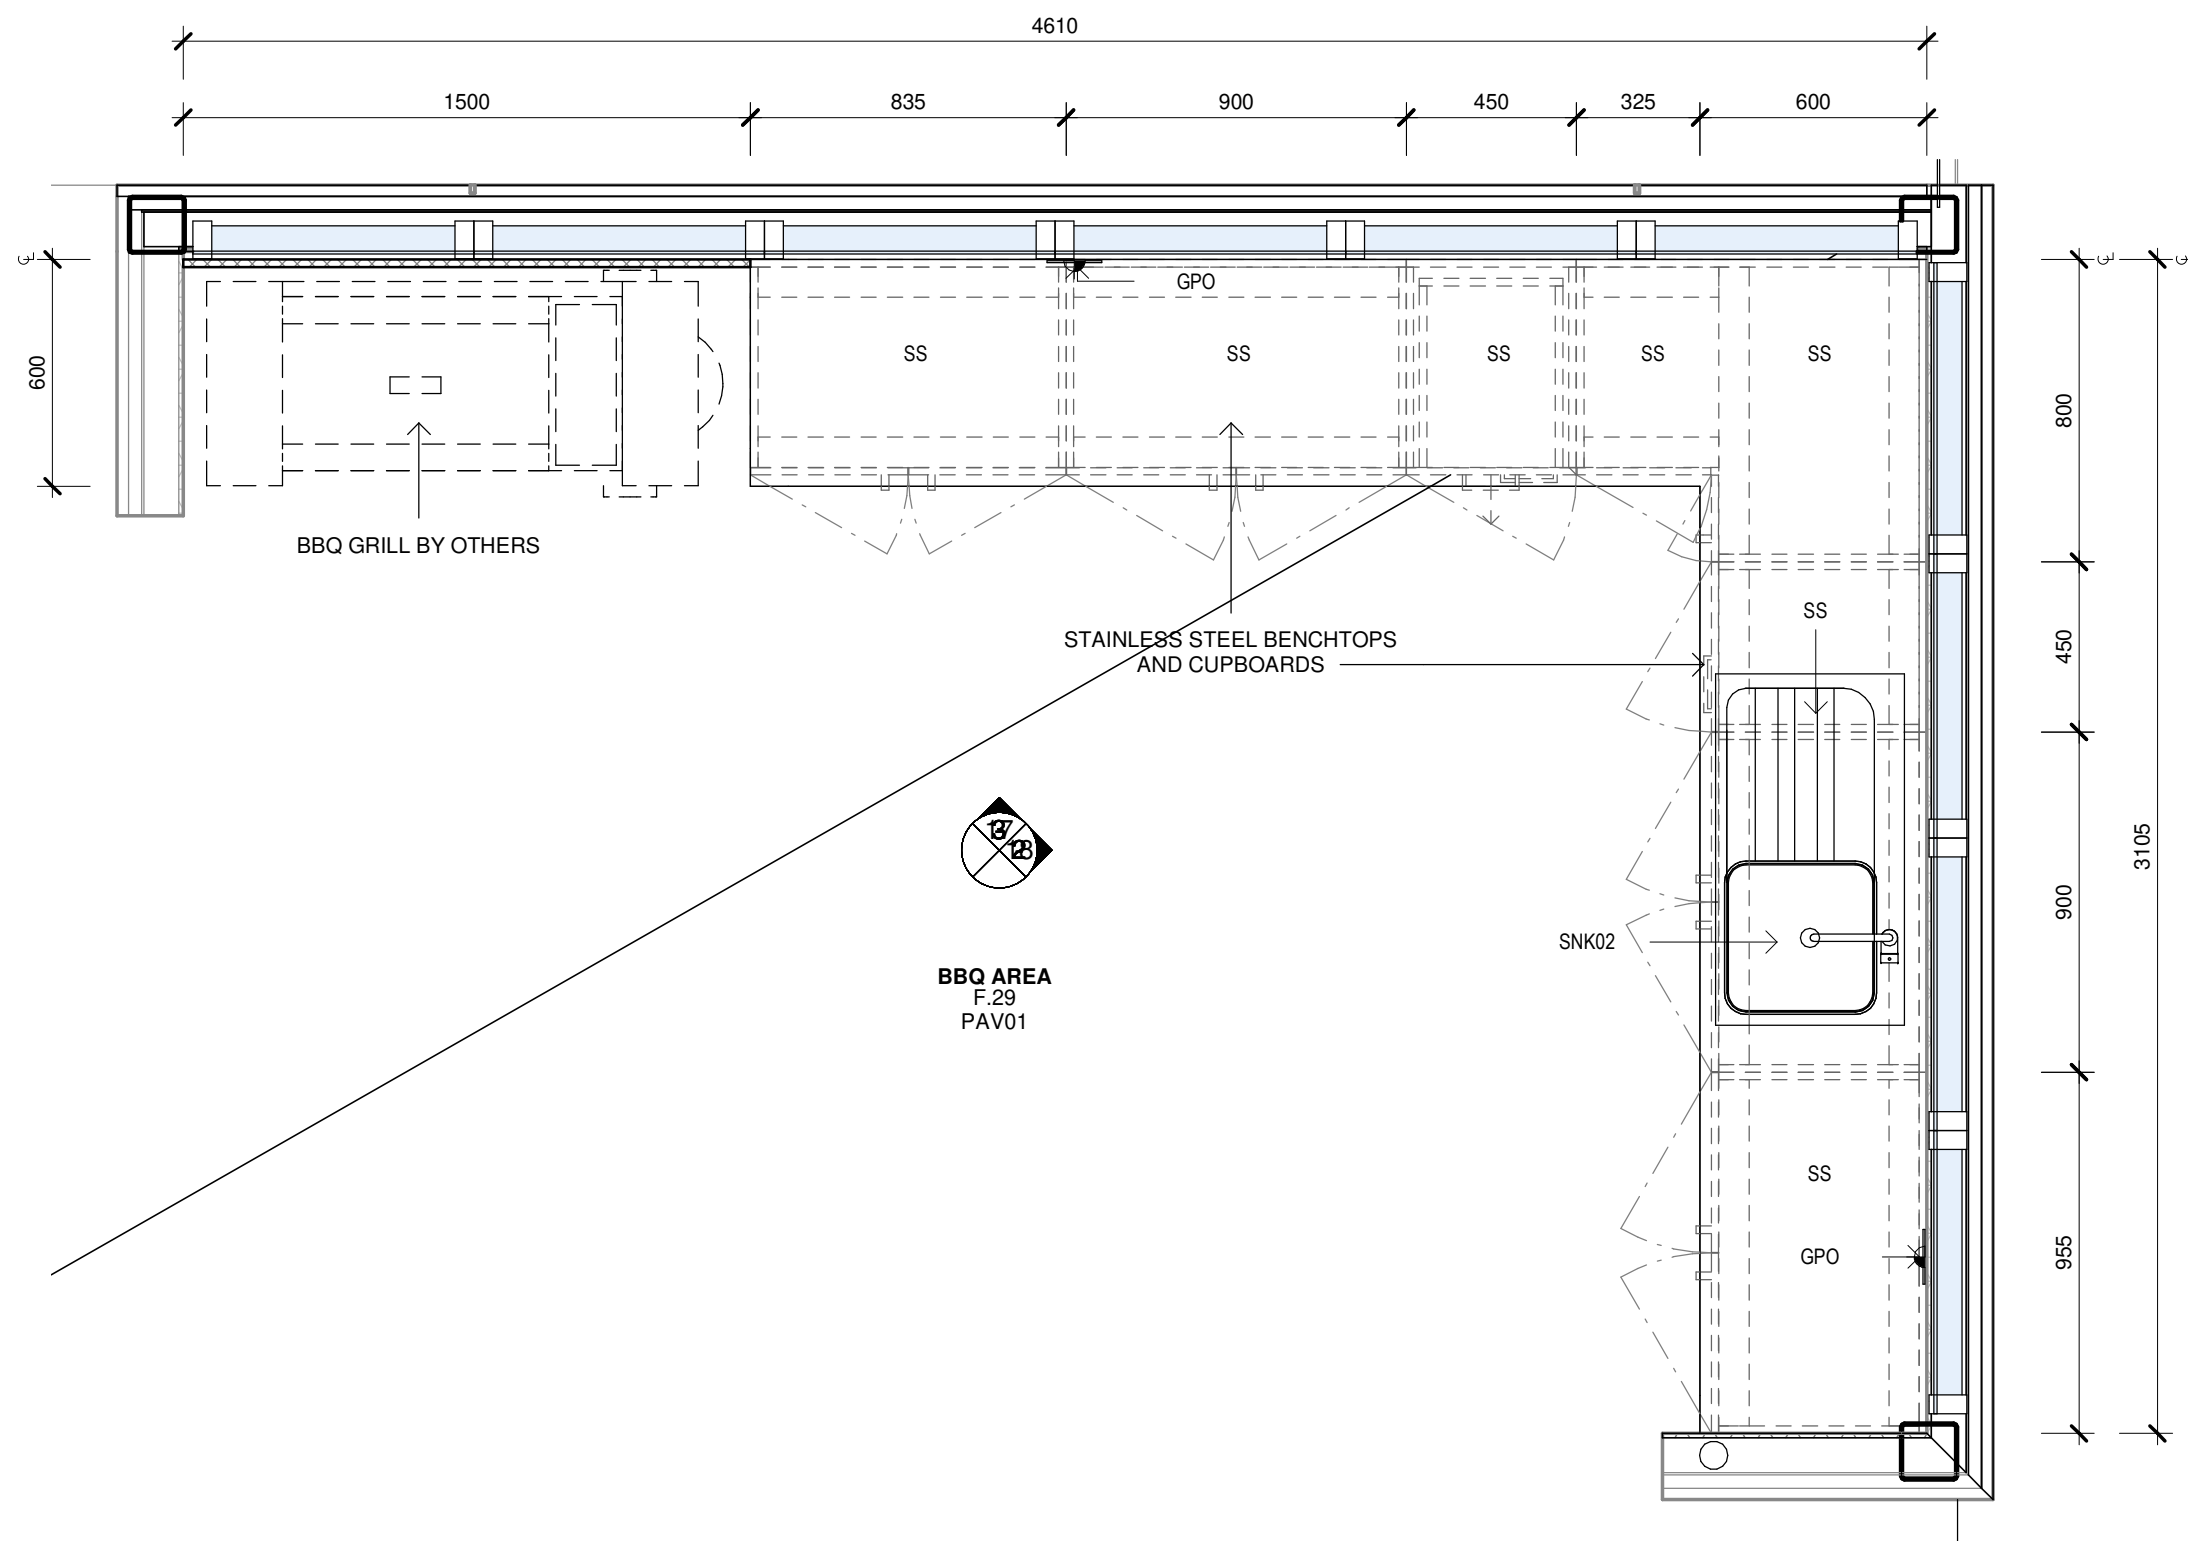 4610
1500 835 900 450 325 600
GPO
SS SS SS SS SS
600
800
BBQ GRILL BY OTHERS
SS
STAINLESS STEEL BENCHTOPS
AND CUPBOARDS
450
3105
900
SNK02
BBQ AREA
F.29
PAV01
SS
GPO
955